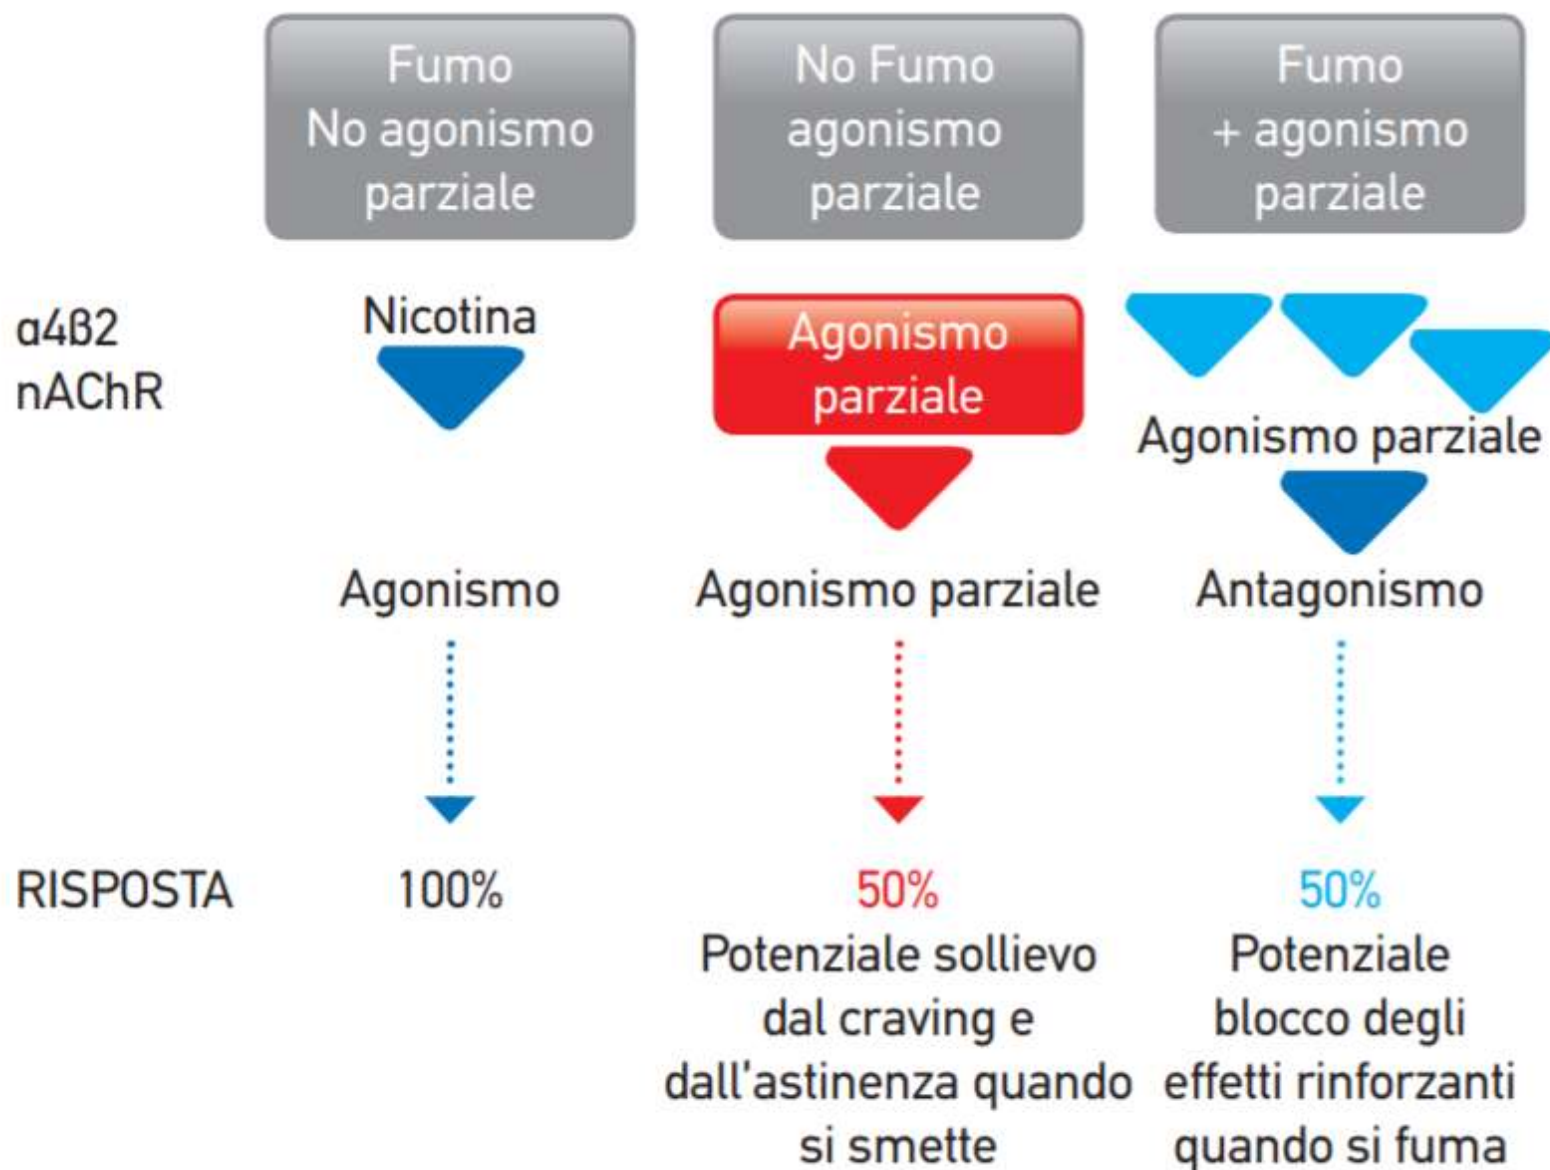 Fumo
No agonismo
parziale
No Fumo
agonismo
parziale
Fumo
+ agonismo
parziale
α4ß2
nAChR
Nicotina
Agonismo
parziale
Agonismo parziale
Agonismo
Agonismo parziale
Antagonismo
RISPOSTA
100%
50%
Potenziale sollievo
dal craving e
dall'astinenza quando
si smette
50%
Potenziale
blocco degli
effetti rinforzanti
quando si fuma